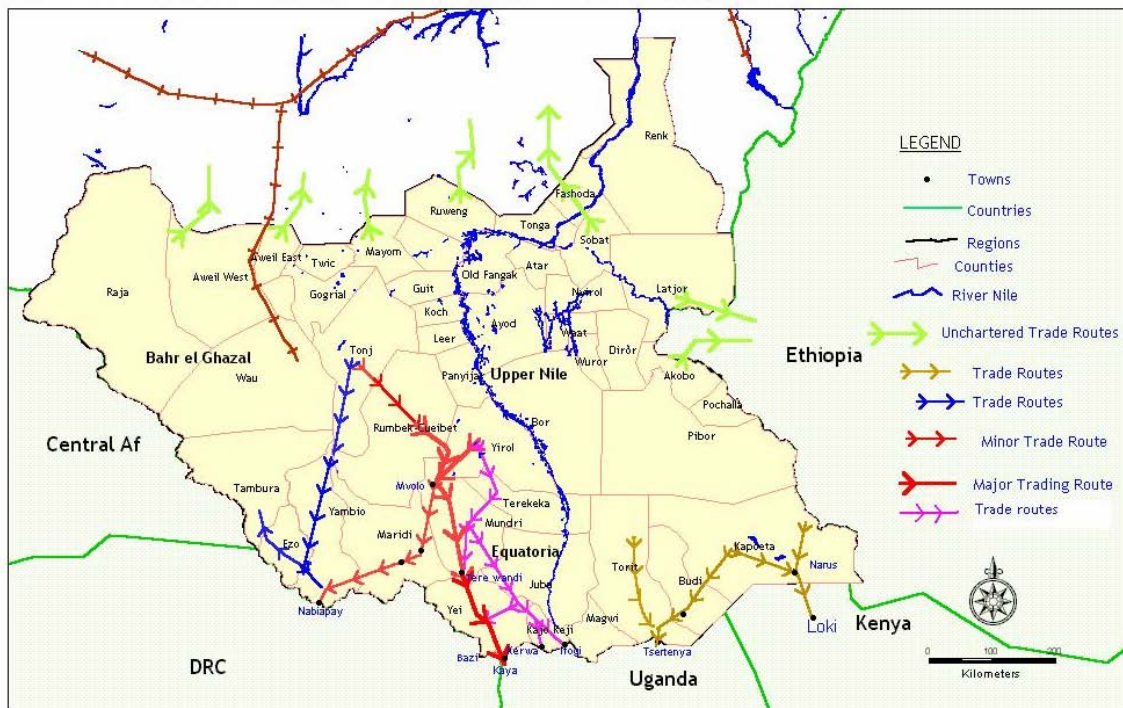 Renk
LEGEND
Towns
Fashoda
Countries
Ruweng
Tonga
Sobat
Regions
Mayom
Aweil East
Twic
Counties
Aweil West
Old Fangak
Atar
Raja
Gogrial
Guit
Nyirol
Latjor
River Nile
Koch
Ayod
Waat
Unchartered Trade Routes
Leer
Diror
Bahr el Ghazal
Tonj
Wuror
Ethiopia
Wau
Panyijar
Upper Nile
Akobo
Trade Routes
Pochalla
Trade Routes
Bor
Rumbek
Cueibet
Pibor
Central Af
Yirol
Minor Trade Route
Tambura
Mvolo
Major Trading Route
Yambio
Terekeka
Trade routes
Mundri
Maridi
Kapoeta
Ezo
Equatoria
Torit
Narus
Tere wandi
Juba
Budi
Nabiapay
Yei
Magwi
Loki
Kajo Keji
Kenya
Kerwa
Tsertenya
Bazi
DRC
Kaya
Uganda
0 100 200
Kilometers